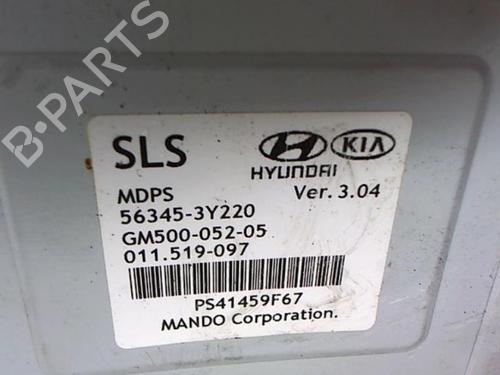 B-PARTS
SLS
HYUNDAI KIA
MDPS Ver. 3.04
56345-3Y220
GM500-052-05
011.519-097
PS41459F67
MANDO Corporation.